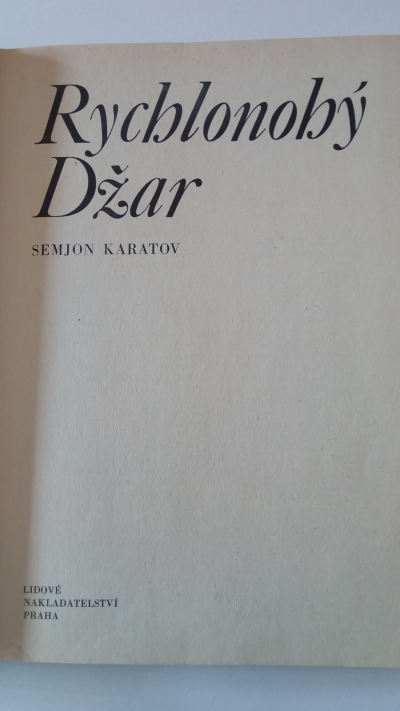 Rychlonohý
Džar
SEMJON KARATOV
LIDOVÉ
NAKLADATELSTVÍ
PRAHA